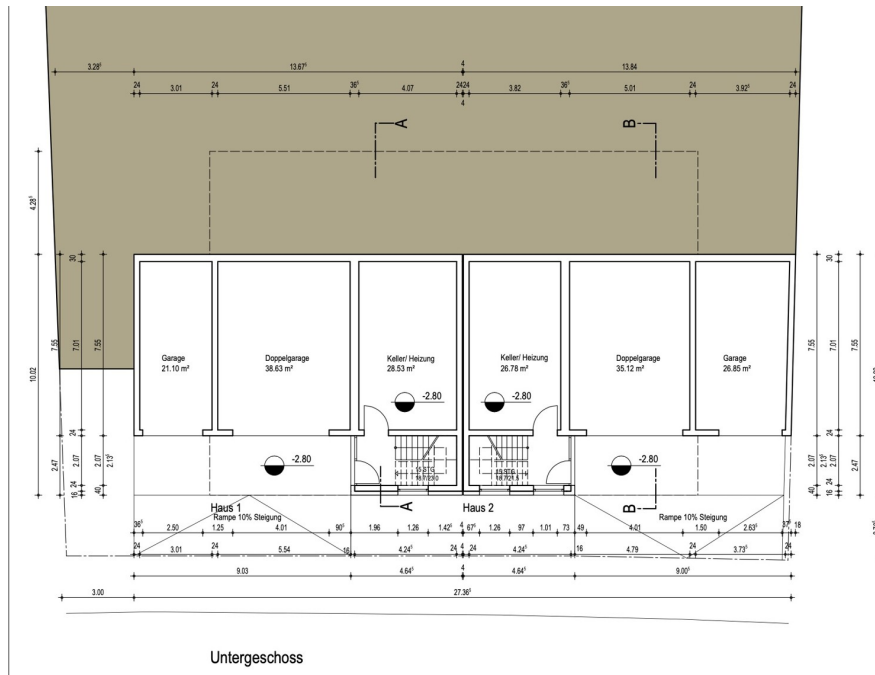 3.28⁵ 13.67⁵ 4 13.84
24 3.01 24 5.51 36⁵ 4.07 24 24 3.82 36⁵ 5.01 24 3.92⁵ 24
4
A B
4.28⁵
30 30
7.55 7.01 7.55 7.55 7.01 7.55
10.02
Garage
21.10 m²
Doppelgarage
38.63 m²
Keller/ Heizung
28.53 m²
Keller/ Heizung
26.78 m²
Doppelgarage
35.12 m²
Garage
26.85 m²
-2.80 -2.80
24 24
2.47 2.07 2.07 2.13⁵ 2.07 2.07 2.13⁵ 2.47
-2.80 -2.80
15 STG
24 16 40 24 16 40
A B
Haus 1 Haus 2
Rampe 10% Steigung Rampe 10% Steigung
36⁵ 2.50 1.25 4.01 90⁵ 1.96 1.26 1.42⁵ 4 67⁵ 1.26 97 1.01 73 49 4.01 1.50 2.63⁵ 37⁵ 18
24 3.01 24 5.54 16 4.24⁵ 24 4 24 4.24⁵ 16 4.79 24 3.73⁵ 24
9.03 4.64⁵ 4 4.64⁵ 9.00⁵
3.00 27.36⁵
Untergeschoss